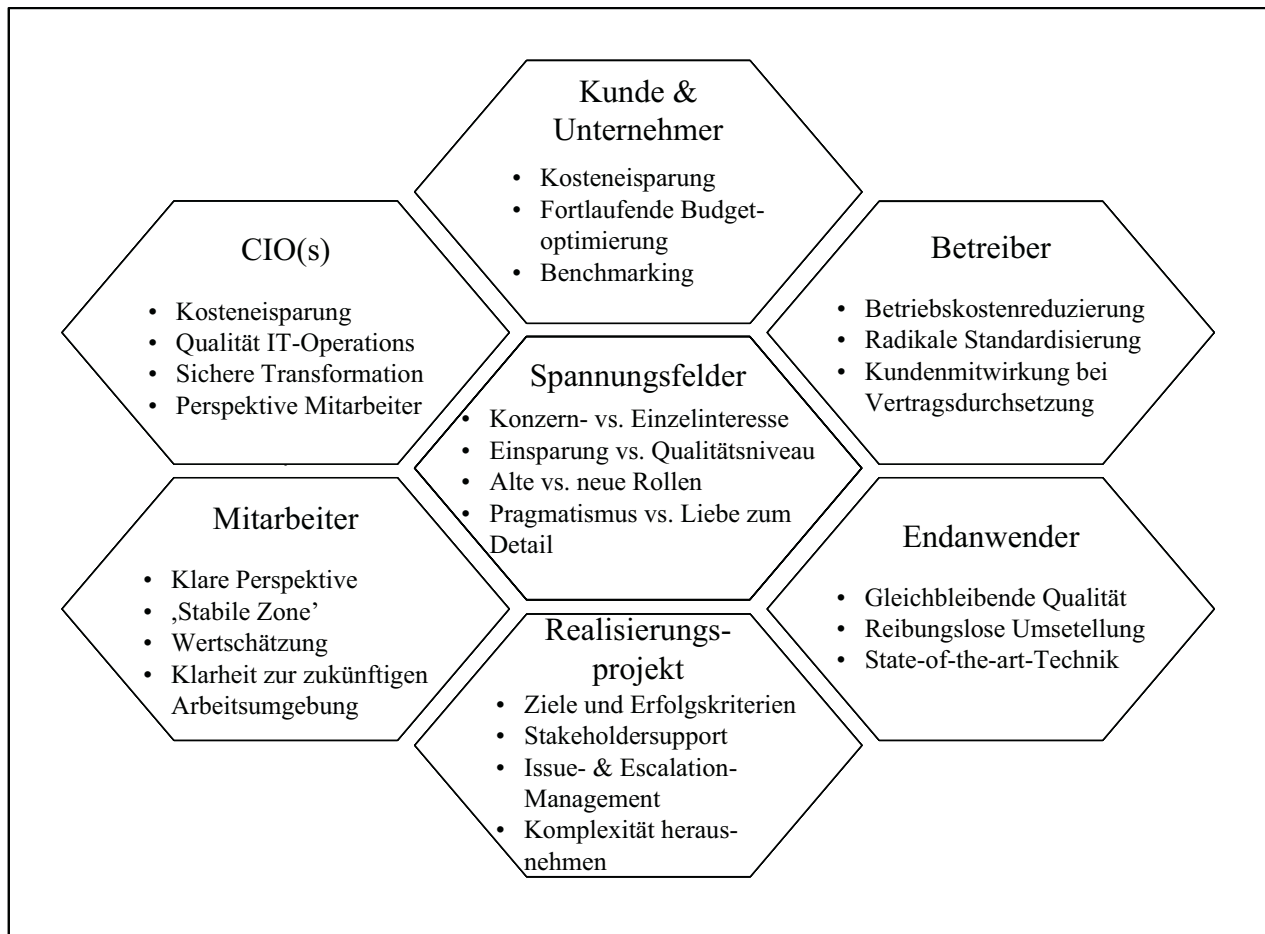 Kunde &
Unternehmer
• Kosteneisparung
• Fortlaufende Budget-
optimierung
• Benchmarking
CIO(s)
• Kosteneisparung
• Qualität IT-Operations
• Sichere Transformation
• Perspektive Mitarbeiter
Betreiber
• Betriebskostenreduzierung
• Radikale Standardisierung
• Kundenmitwirkung bei
Vertragsdurchsetzung
Spannungsfelder
• Konzern- vs. Einzelinteresse
• Einsparung vs. Qualitätsniveau
• Alte vs. neue Rollen
• Pragmatismus vs. Liebe zum
Detail
Mitarbeiter
• Klare Perspektive
• ‚Stabile Zone’
• Wertschätzung
• Klarheit zur zukünftigen
Arbeitsumgebung
Endanwender
• Gleichbleibende Qualität
• Reibungslose Umsetellung
• State-of-the-art-Technik
Realisierungs-
projekt
• Ziele und Erfolgskriterien
• Stakeholdersupport
• Issue- & Escalation-
Management
• Komplexität heraus-
nehmen